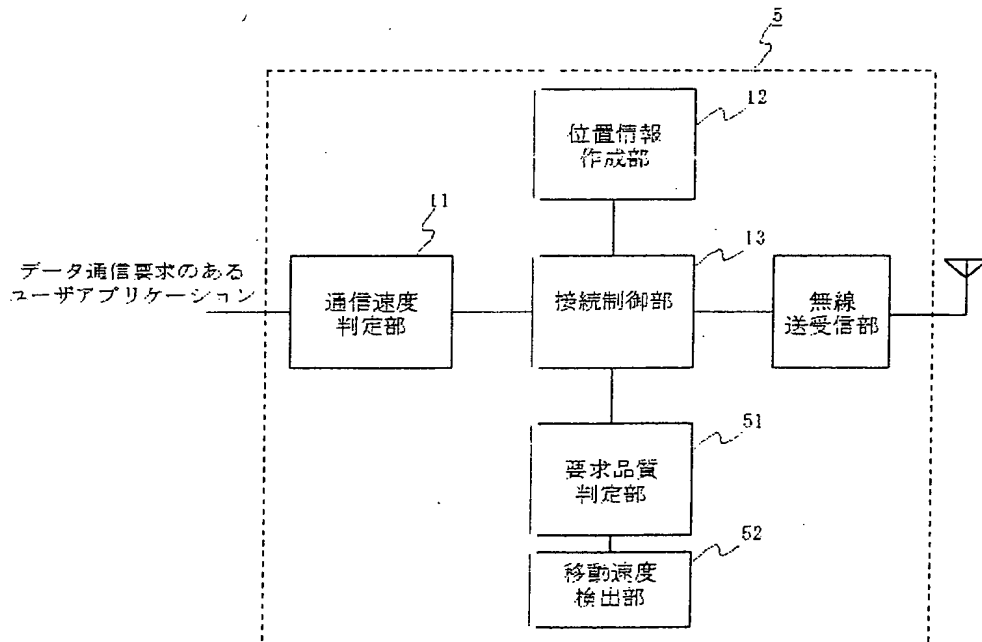 5
12
位置情報
作成部
11
13
データ通信要求のある
ユーザアプリケーション
通信速度
判定部
接続制御部
無線
送受信部
51
要求品質
判定部
52
移動速度
検出部